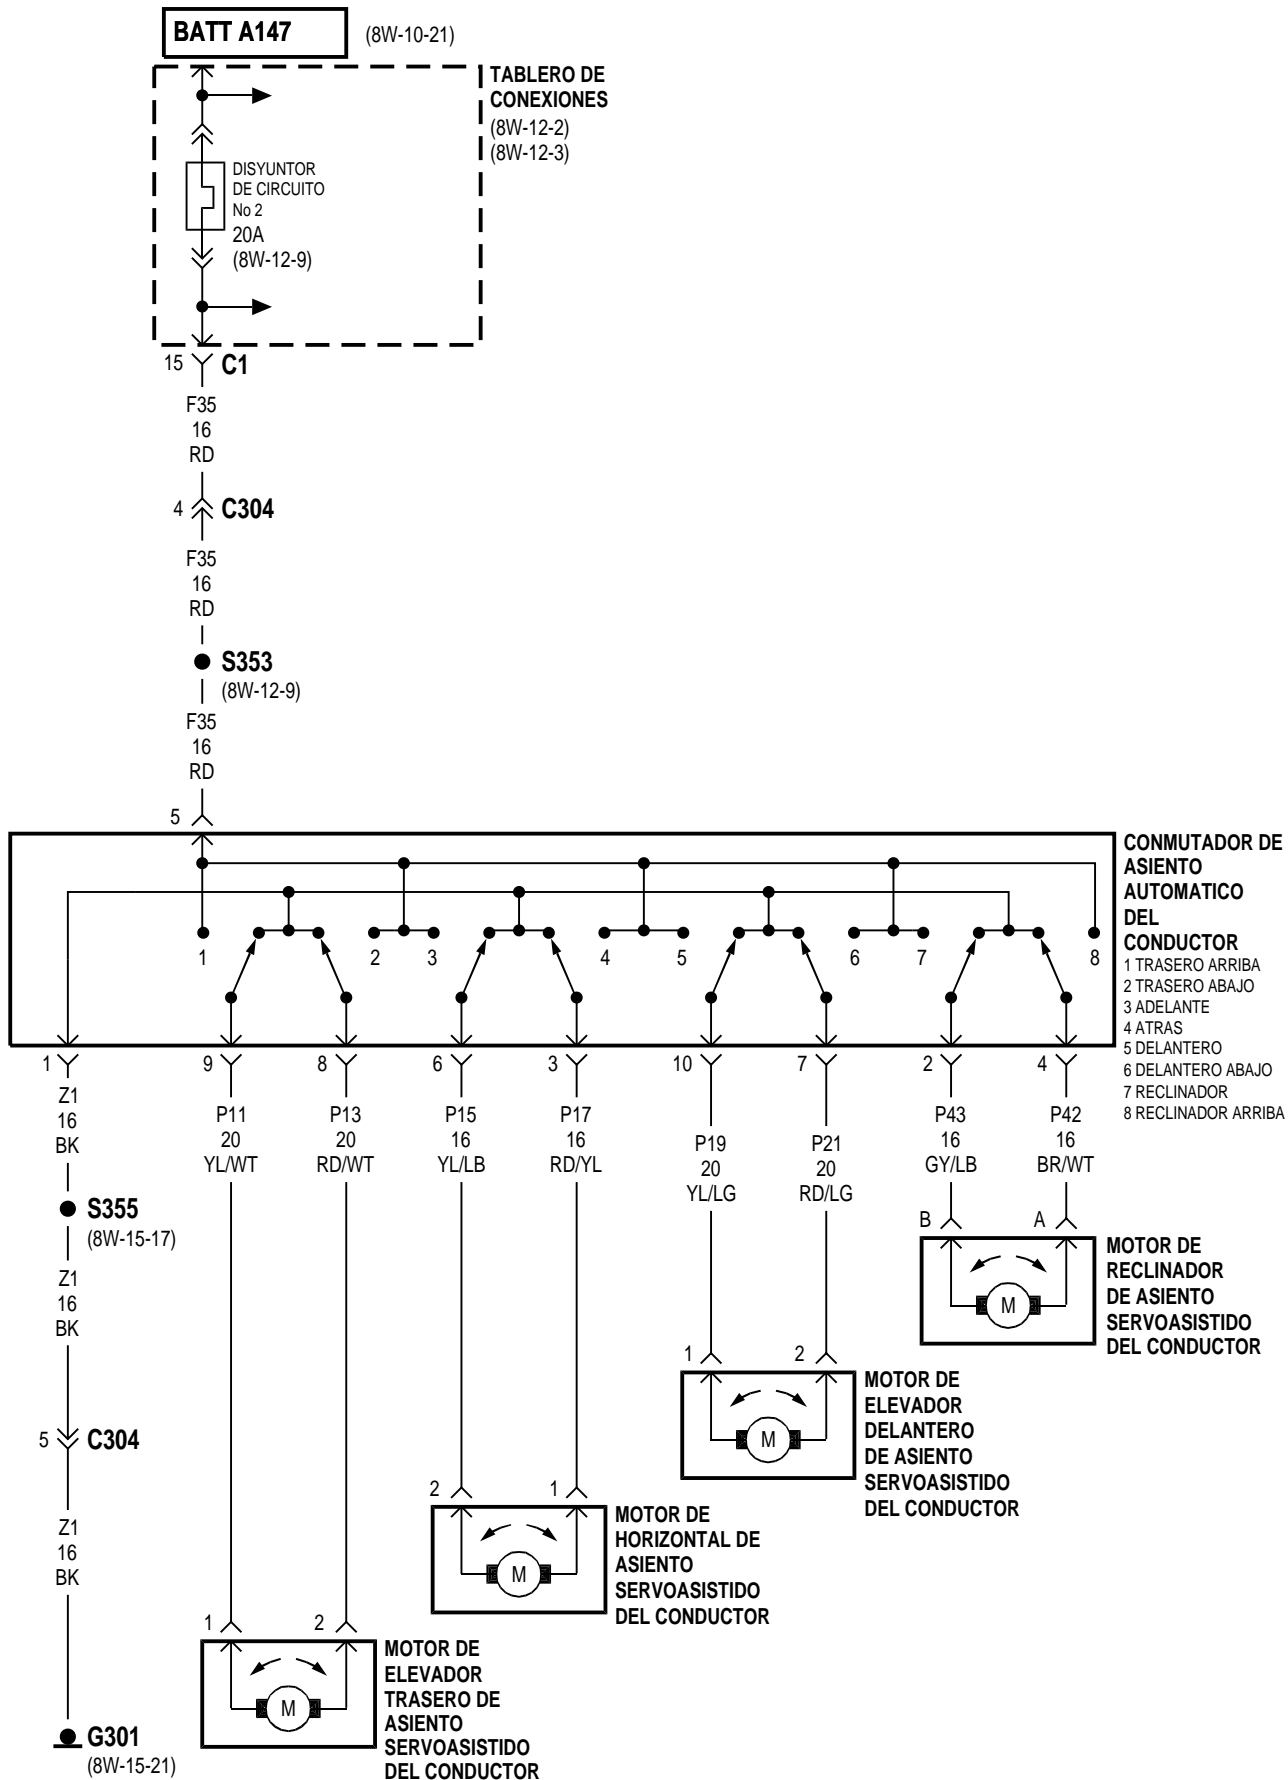 BATT A147
(8W-10-21)
TABLERO DE
CONEXIONES
(8W-12-2)
(8W-12-3)
DISYUNTOR
DE CIRCUITO
No 2
20A
(8W-12-9)
15
C1
F35
16
RD
4
C304
F35
16
RD
S353
(8W-12-9)
F35
16
RD
5
CONMUTADOR DE
ASIENTO
AUTOMATICO
DEL
CONDUCTOR
1 TRASERO ARRIBA
2 TRASERO ABAJO
3 ADELANTE
4 ATRAS
5 DELANTERO
6 DELANTERO ABAJO
7 RECLINADOR
8 RECLINADOR ARRIBA
1 2 3 4 5 6 7 8
1 9 8 6 3 10 7 2 4
Z1
16
BK
P11
20
YL/WT
P13
20
RD/WT
P15
16
YL/LB
P17
16
RD/YL
P19
20
YL/LG
P21
20
RD/LG
P43
16
GY/LB
P42
16
BR/WT
S355
(8W-15-17)
Z1
16
BK
B A
M
MOTOR DE
RECLINADOR
DE ASIENTO
SERVOASISTIDO
DEL CONDUCTOR
1 2
M
MOTOR DE
ELEVADOR
DELANTERO
DE ASIENTO
SERVOASISTIDO
DEL CONDUCTOR
5
C304
2 1
M
MOTOR DE
HORIZONTAL DE
ASIENTO
SERVOASISTIDO
DEL CONDUCTOR
Z1
16
BK
1 2
M
MOTOR DE
ELEVADOR
TRASERO DE
ASIENTO
SERVOASISTIDO
DEL CONDUCTOR
G301
(8W-15-21)